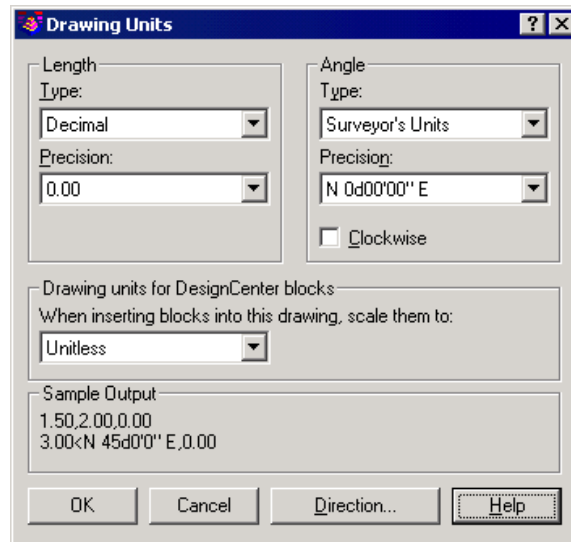 Drawing Units
Length
Type:
Decimal
Precision:
0.00
Angle
Type:
Surveyor's Units
Precision:
N 0d00'00" E
Clockwise
Drawing units for DesignCenter blocks
When inserting blocks into this drawing, scale them to:
Unitless
Sample Output
1.50,2.00,0.00
3.00<N 45d0'0" E,0.00
OK Cancel Direction... Help